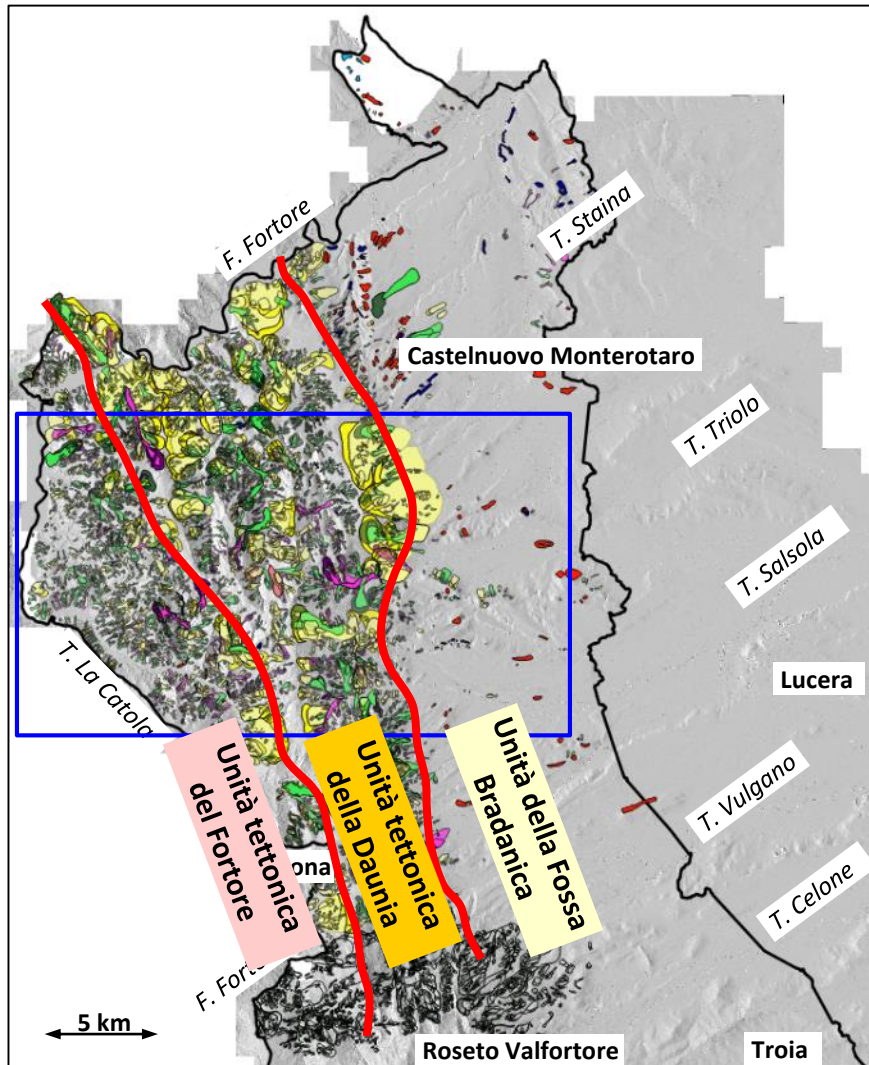 F. Fortore
T. Staina
Castelnuovo Monterotaro
T. Triolo
T. Salsola
T. La Catola
Lucera
Unità tettonica
del Fortore
Unità tettonica
della Daunia
Unità della Fossa
Bradanica
T. Vulgano
ona
T. Celone
F. Forto
5 km
Roseto Valfortore
Troia